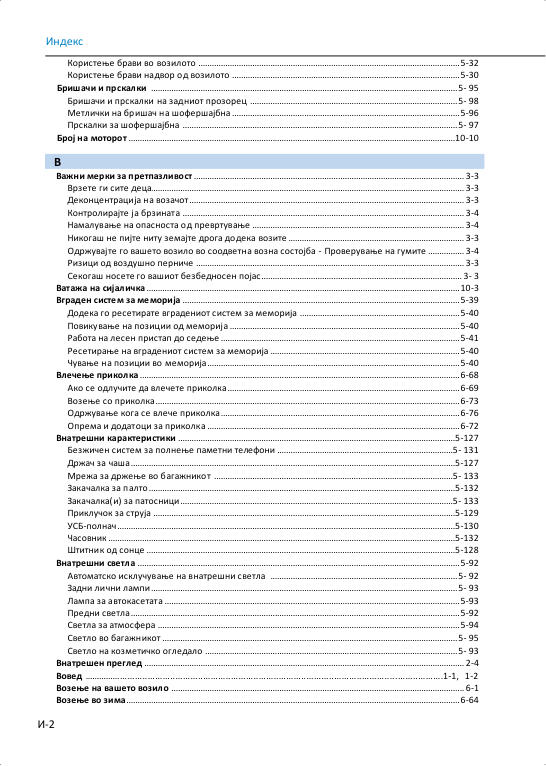 Индекс
Користење брави во возилото ........ 5-32
Користење брави надвор од возилото ........ 5-30
Бришачи и прскалки ........ 5- 95
Бришачи и прскалки на задниот прозорец ........ 5- 98
Метлички на бришач на шофершајбна ........ 5-96
Прскалки за шофершајбна ........ 5- 97
Број на моторот ........ 10-10
В
Важни мерки за претпазливост ........ 3-3
Врзете ги сите деца ........ 3-3
Деконцентрација на возачот ........ 3-3
Контролирајте ја брзината ........ 3-4
Намалување на опасноста од превртување ........ 3-4
Никогаш не пијте ниту земајте дрога додека возите ........ 3-3
Одржувајте го вашето возило во соодветна возна состојба - Проверување на гумите ........ 3-4
Ризици од воздушно перниче ........ 3-3
Секогаш носете го вашиот безбедносен појас ........ 3- 3
Ватажа на сијаличка ........ 10-3
Вграден систем за меморија ........ 5-39
Додека го ресетирате вградениот систем за меморија ........ 5-40
Повикување на позиции од меморија ........ 5-40
Работа на лесен пристап до седење ........ 5-41
Ресетирање на вградениот систем за меморија ........ 5-40
Чување на позиции во меморија ........ 5-40
Влечење приколка ........ 6-68
Ако се одлучите да влечете приколка ........ 6-69
Возење со приколка ........ 6-73
Одржување кога се влече приколка ........ 6-76
Опрема и додатоци за приколка ........ 6-72
Внатрешни карактеристики ........ 5-127
Безжичен систем за полнење паметни телефони ........ 5- 131
Држач за чаша ........ 5-127
Мрежа за држење во багажникот ........ 5- 133
Закачалка за палто ........ 5-132
Закачалка(и) за патосници ........ 5- 133
Приклучок за струја ........ 5-129
УСБ-полнач ........ 5-130
Часовник ........ 5-132
Штитник од сонце ........ 5-128
Внатрешни светла ........ 5-92
Автоматско исклучување на внатрешни светла ........ 5- 92
Задни лични лампи ........ 5- 93
Лампа за автокасетата ........ 5-93
Предни светла ........ 5-92
Светла за атмосфера ........ 5-94
Светло во багажникот ........ 5- 95
Светло на козметичко огледало ........ 5- 93
Внатрешен преглед ........ 2-4
Вовед ........ 1-1, 1-2
Возење на вашето возило ........ 6-1
Возење во зима ........ 6-64
И-2